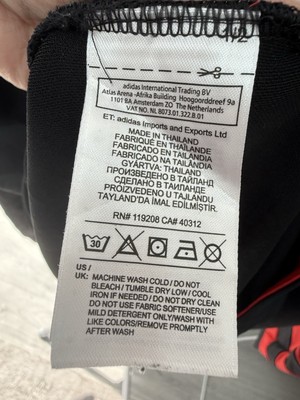 1/2
adidas International Trading BV
Atlas Arena -Afrika Building Hoogoorddreef 9a
1101 BA Amsterdam ZO The Netherlands
VAT. NO. NL 8073.01.322.B.01
ET: adidas Imports and Exports Ltd
MADE IN THAILAND
FABRIQUÉ EN THAÏLANDE
FABRICADO EN TAILANDIA
FABRICADO NA TAILÂNDIA
GYÁRTVA: THAIFÖLD
ПРОИЗВЕДЕНО В ТАЙЛАНД
СДЕЛАНО В ТАИЛАНДЕ
PROIZVEDENO U TAJLANDU
TAYLAND'DA İMAL EDİLMİŞTİR.
RN# 119208 CA# 40312
30
US /
UK: MACHINE WASH COLD / DO NOT
BLEACH / TUMBLE DRY LOW / COOL
IRON IF NEEDED / DO NOT DRY CLEAN
DO NOT USE FABRIC SOFTENER/USE
MILD DETERGENT ONLY/WASH WITH
LIKE COLORS/REMOVE PROMPTLY
AFTER WASH